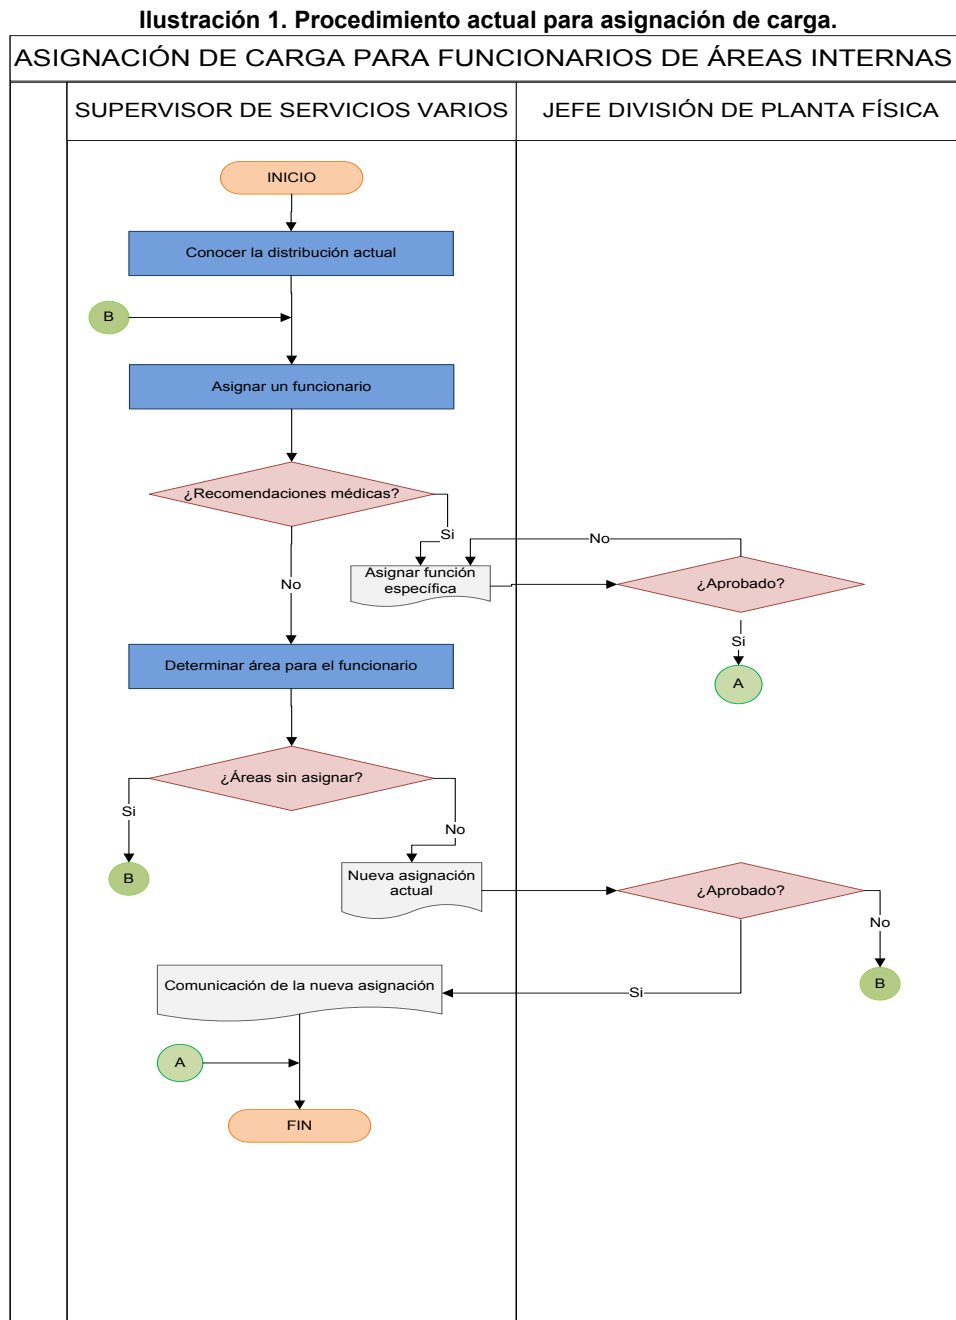 Ilustración 1. Procedimiento actual para asignación de carga.
ASIGNACIÓN DE CARGA PARA FUNCIONARIOS DE ÁREAS INTERNAS
SUPERVISOR DE SERVICIOS VARIOS
JEFE DIVISIÓN DE PLANTA FÍSICA
INICIO
Conocer la distribución actual
B
Asignar un funcionario
¿Recomendaciones médicas?
Si
No
Asignar función
específica
¿Aprobado?
No
Si
A
Determinar área para el funcionario
¿Áreas sin asignar?
Si
No
B
Nueva asignación
actual
¿Aprobado?
No
B
Si
Comunicación de la nueva asignación
A
FIN